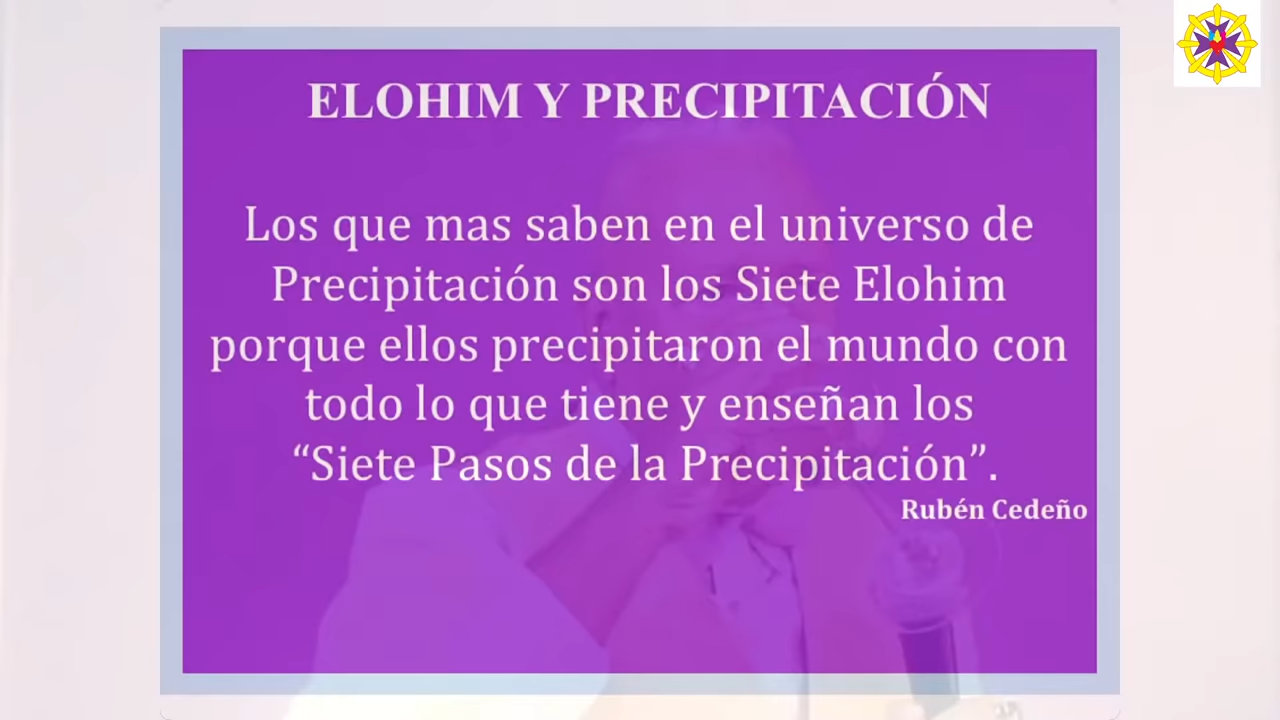 ELOHIM Y PRECIPITACIÓN
Los que mas saben en el universo de
Precipitación son los Siete Elohim
porque ellos precipitaron el mundo con
todo lo que tiene y enseñan los
“Siete Pasos de la Precipitación”.
Rubén Cedeño